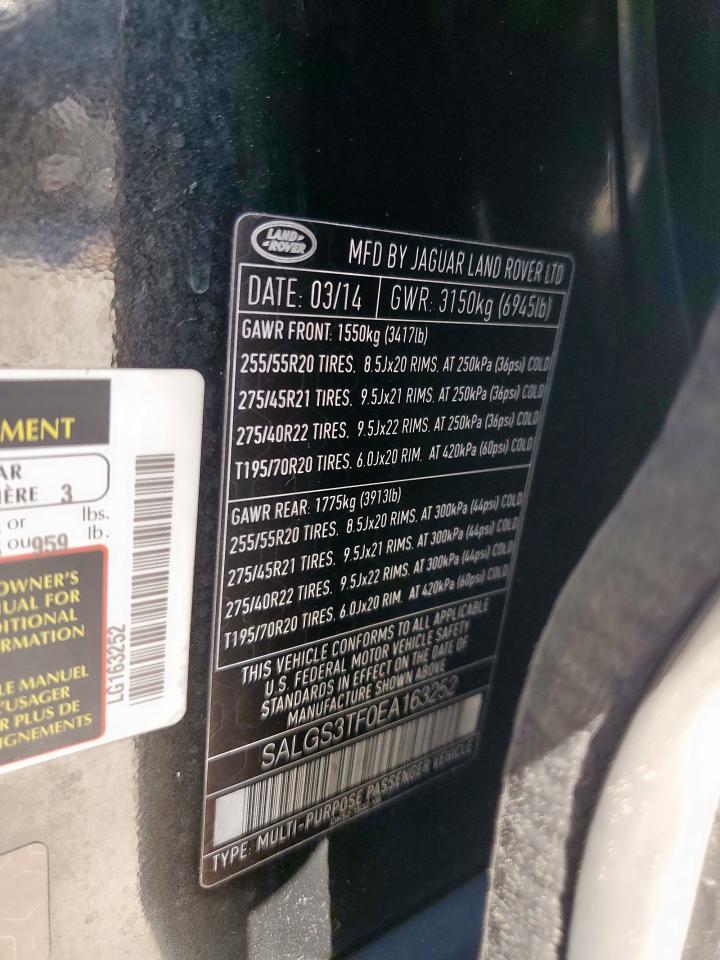 LAND ROVER
MFD BY JAGUAR LAND ROVER LTD
DATE: 03/14 GWR: 3150kg (6945lb)
GAWR FRONT: 1550kg (3417lb)
255/55R20 TIRES. 8.5Jx20 RIMS. AT 250kPa (36psi) COLD
275/45R21 TIRES. 9.5Jx21 RIMS. AT 250kPa (36psi) COLD
275/40R22 TIRES. 9.5Jx22 RIMS. AT 250kPa (36psi) COLD
T195/70R20 TIRES. 6.0Jx20 RIM. AT 420kPa (60psi) COLD
GAWR REAR: 1775kg (3913lb)
255/55R20 TIRES. 8.5Jx20 RIMS. AT 300kPa (44psi) COLD
275/45R21 TIRES. 9.5Jx21 RIMS. AT 300kPa (44psi) COLD
275/40R22 TIRES. 9.5Jx22 RIMS. AT 300kPa (44psi) COLD
T195/70R20 TIRES. 6.0Jx20 RIM. AT 420kPa (60psi) COLD
THIS VEHICLE CONFORMS TO ALL APPLICABLE
U.S. FEDERAL MOTOR VEHICLE SAFETY
STANDARDS IN EFFECT ON THE DATE OF
MANUFACTURE SHOWN ABOVE
SALGS3TF0EA163252
TYPE: MULTI-PURPOSE PASSENGER VEHICLE
MENT
AR
IÈRE 3
or lbs.
ou 959 lb.
OWNER'S
UAL FOR
DITIONAL
RMATION
LE MANUEL
'USAGER
R PLUS DE
IGNEMENTS
LG163252